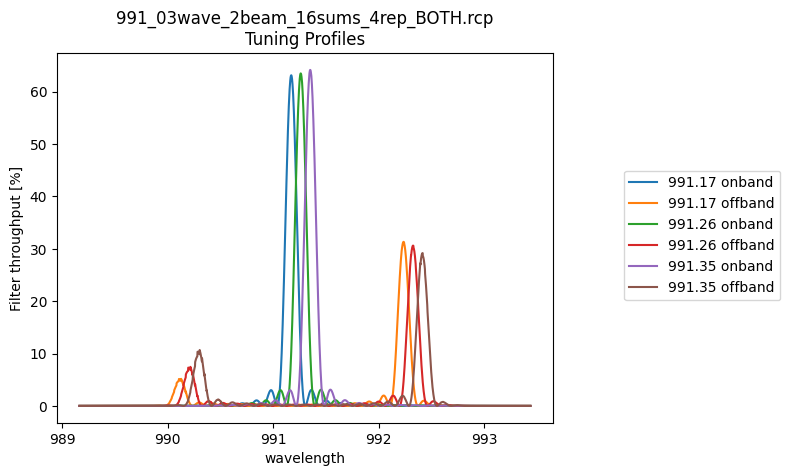 991_03wave_2beam_16sums_4rep_BOTH.rcp
Tuning Profiles
Filter throughput [%]
60
50
40
30
20
10
0
989
990
991
992
993
wavelength
991.17 onband
991.17 offband
991.26 onband
991.26 offband
991.35 onband
991.35 offband